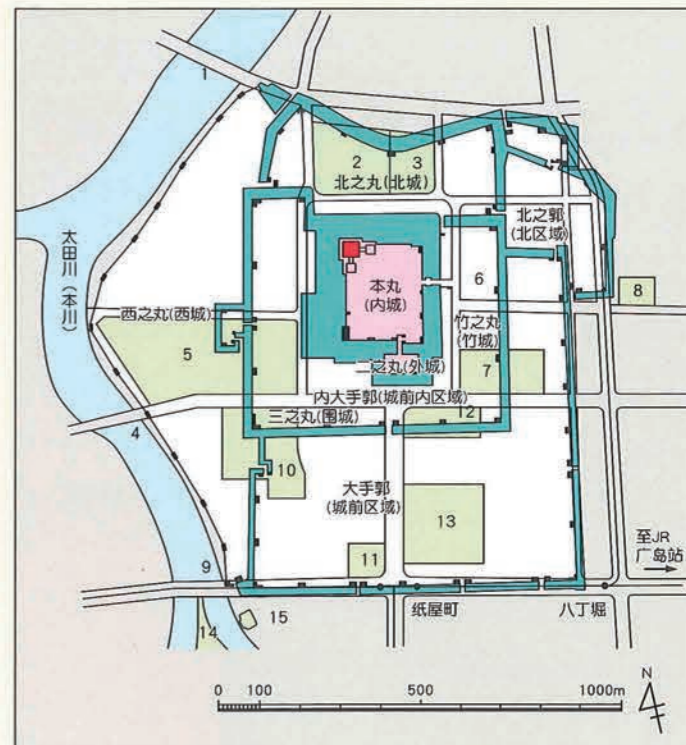 1
2
3
北之丸(北城)
北之郭
(北区域)
太田川(本川)
本丸
(内城)
6
8
西之丸(西城)
竹之丸
(竹城)
5
二之丸(外城)
7
内大手郭(城前内区域)
4
三之丸(围城)
12
10
大手郭
(城前区域)
13
至JR
广岛站
11
9
纸屋町
八丁堀
15
14
0
100
500
1000m
N